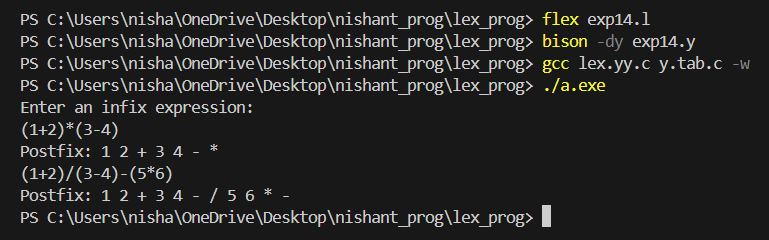 PS C:\Users\nisha\OneDrive\Desktop\nishant_prog\lex_prog> flex exp14.l
PS C:\Users\nisha\OneDrive\Desktop\nishant_prog\lex_prog> bison -dy exp14.y
PS C:\Users\nisha\OneDrive\Desktop\nishant_prog\lex_prog> gcc lex.yy.c y.tab.c -w
PS C:\Users\nisha\OneDrive\Desktop\nishant_prog\lex_prog> ./a.exe
Enter an infix expression:
(1+2)*(3-4)
Postfix: 1 2 + 3 4 - *
(1+2)/(3-4)-(5*6)
Postfix: 1 2 + 3 4 - / 5 6 * -
PS C:\Users\nisha\OneDrive\Desktop\nishant_prog\lex_prog>